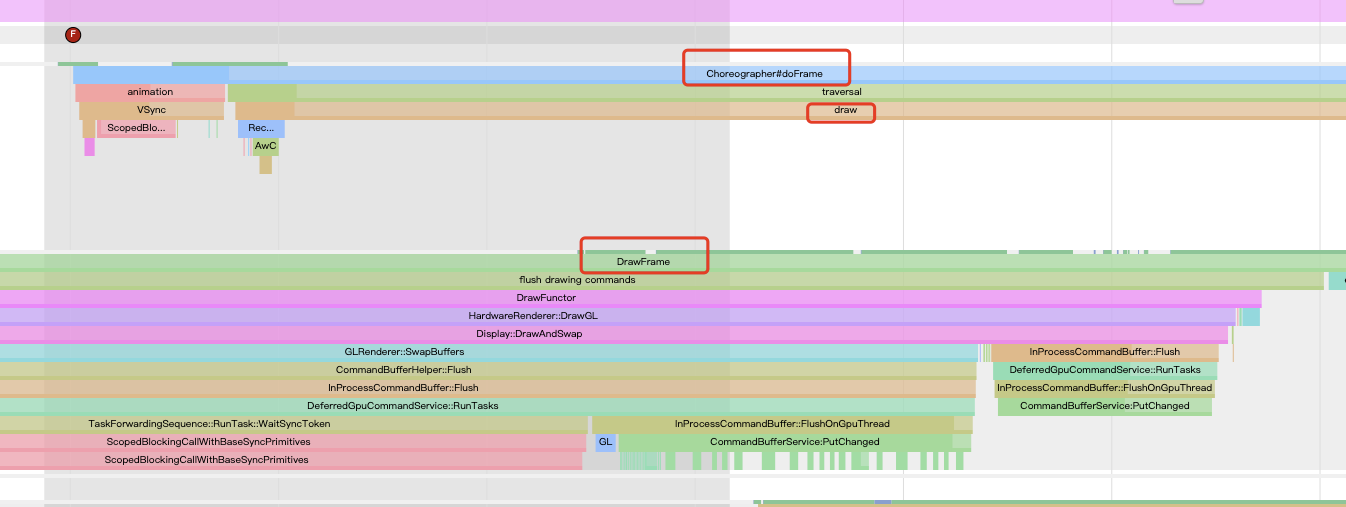 F
Choreographer#doFrame
animation
traversal
VSync
draw
ScopedBlo...
Rec...
AwC
DrawFrame
flush drawing commands
DrawFunctor
HardwareRenderer::DrawGL
Display::DrawAndSwap
GLRenderer::SwapBuffers
InProcessCommandBuffer::Flush
CommandBufferHelper::Flush
DeferredGpuCommandService::RunTasks
InProcessCommandBuffer::Flush
InProcessCommandBuffer::FlushOnGpuThread
DeferredGpuCommandService::RunTasks
CommandBufferService:PutChanged
TaskForwardingSequence::RunTask::WaitSyncToken
InProcessCommandBuffer::FlushOnGpuThread
ScopedBlockingCallWithBaseSyncPrimitives
GL
CommandBufferService:PutChanged
ScopedBlockingCallWithBaseSyncPrimitives